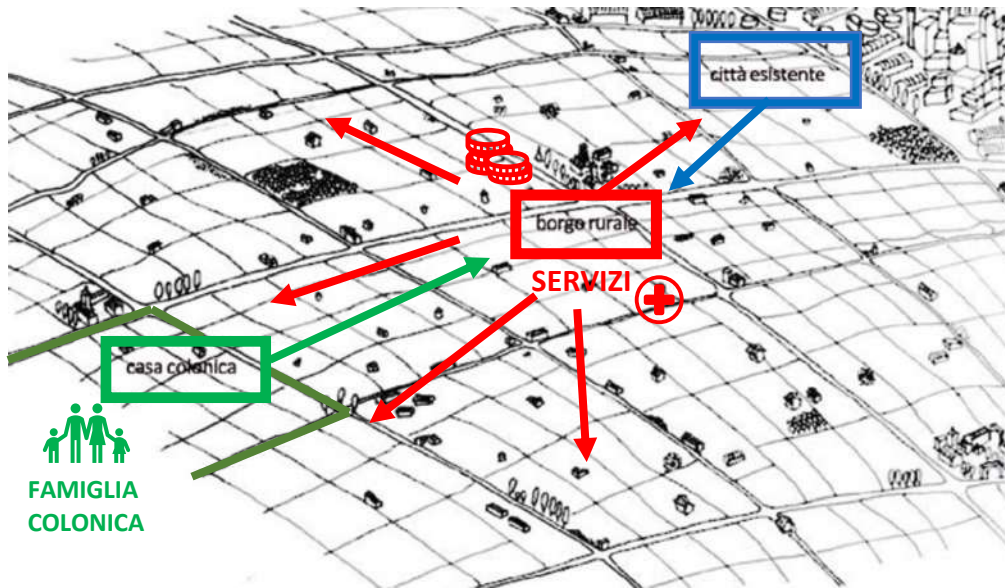 città esistente
borgo rurale
SERVIZI
casa colonica
FAMIGLIA
COLONICA